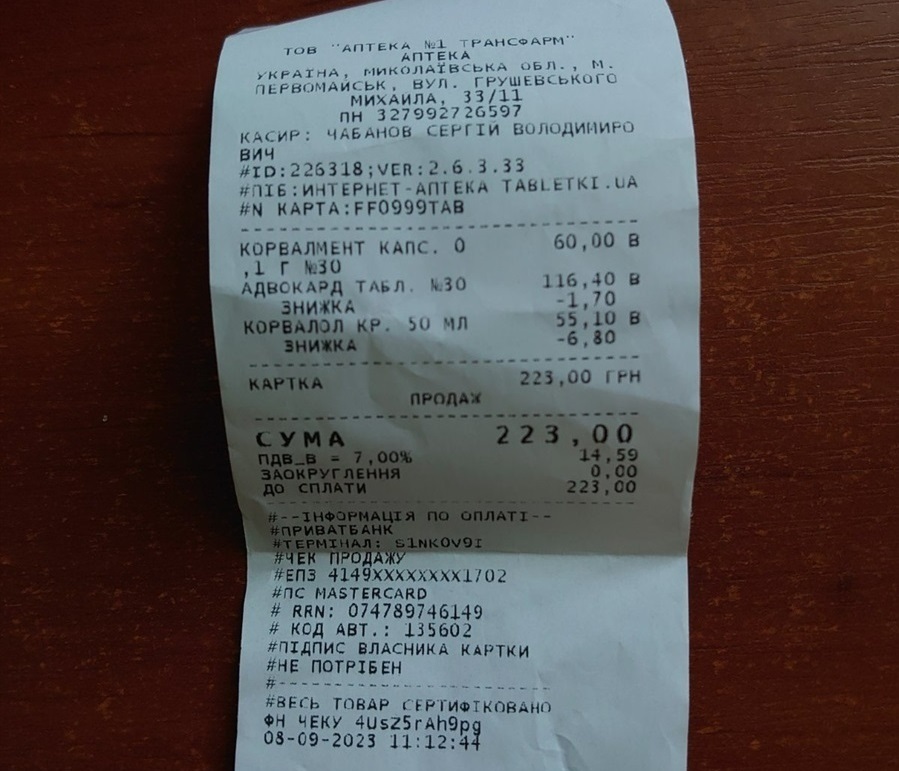 ТОВ "АПТЕКА №1 ТРАНСФАРМ"
АПТЕКА
УКРАЇНА, МИКОЛАЇВСЬКА ОБЛ., М.
ПЕРВОМАЙСЬК, ВУЛ. ГРУШЕВСЬКОГО
МИХАИЛА, 33/11
ПН 327992726597
КАСИР: ЧАБАНОВ СЕРГІЙ ВОЛОДИМИРО
ВИЧ
#ID:226318;VER:2.6.3.33
#ПІБ:ИНТЕРНЕТ-АПТЕКА TABLETKI.UA
#N КАРТА:FF0999TAB
--------------------------------
КОРВАЛМЕНТ КАПС. 0 60,00 В
,1 Г №30
АДВОКАРД ТАБЛ. №30 116,40 В
ЗНИЖКА -1,70
КОРВАЛОЛ КР. 50 МЛ 55,10 В
ЗНИЖКА -6,80
--------------------------------
КАРТКА 223,00 ГРН
ПРОДАЖ
--------------------------------
СУМА 223,00
ПДВ_В = 7,00% 14,59
ЗАОКРУГЛЕННЯ 0,00
ДО СПЛАТИ 223,00
--------------------------------
#--ІНФОРМАЦІЯ ПО ОПЛАТІ--
#ПРИВАТБАНК
#ТЕРМІНАЛ: S1NK0V9I
#ЧЕК ПРОДАЖУ
#ЕПЗ 4149XXXXXXXX1702
#ПС MASTERCARD
# RRN: 074789746149
# КОД АВТ.: 135602
#ПІДПИС ВЛАСНИКА КАРТКИ
#НЕ ПОТРІБЕН
#-----------------------
#ВЕСЬ ТОВАР СЕРТИФІКОВАНО
ФН ЧЕКУ 4Usz5rAh9pg
08-09-2023 11:12:44